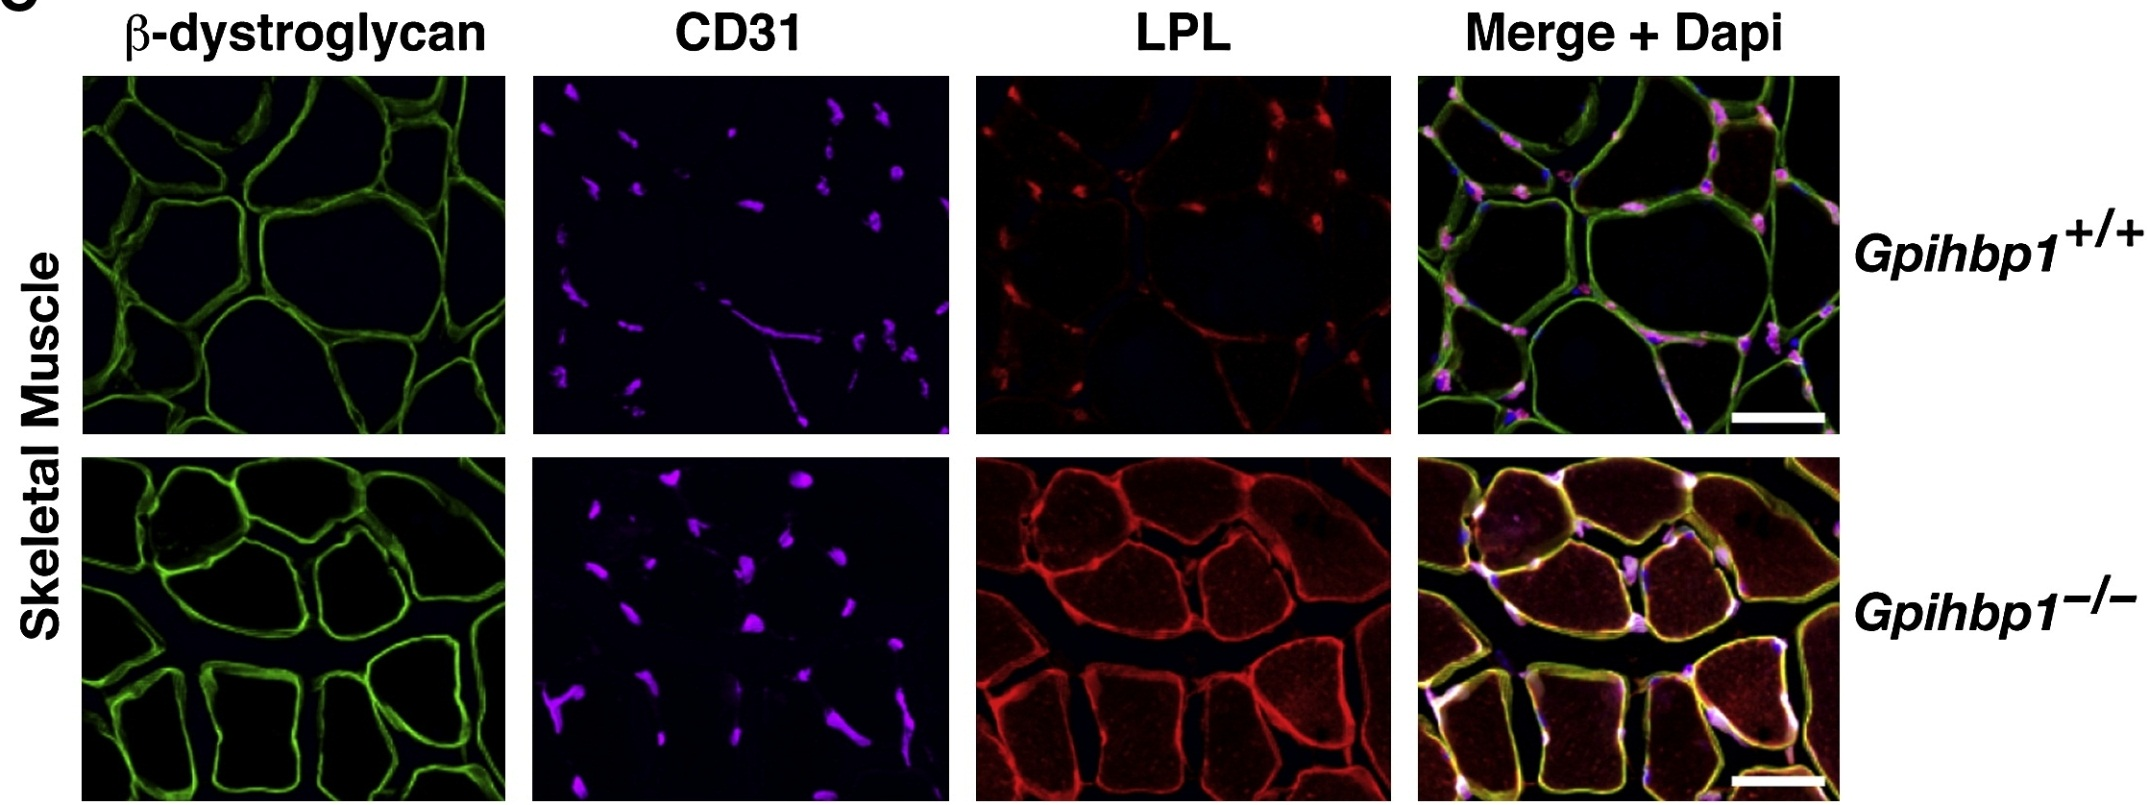 β-dystroglycan CD31 LPL Merge + Dapi
Skeletal Muscle
Gpihbp1+/+
Gpihbp1−/−